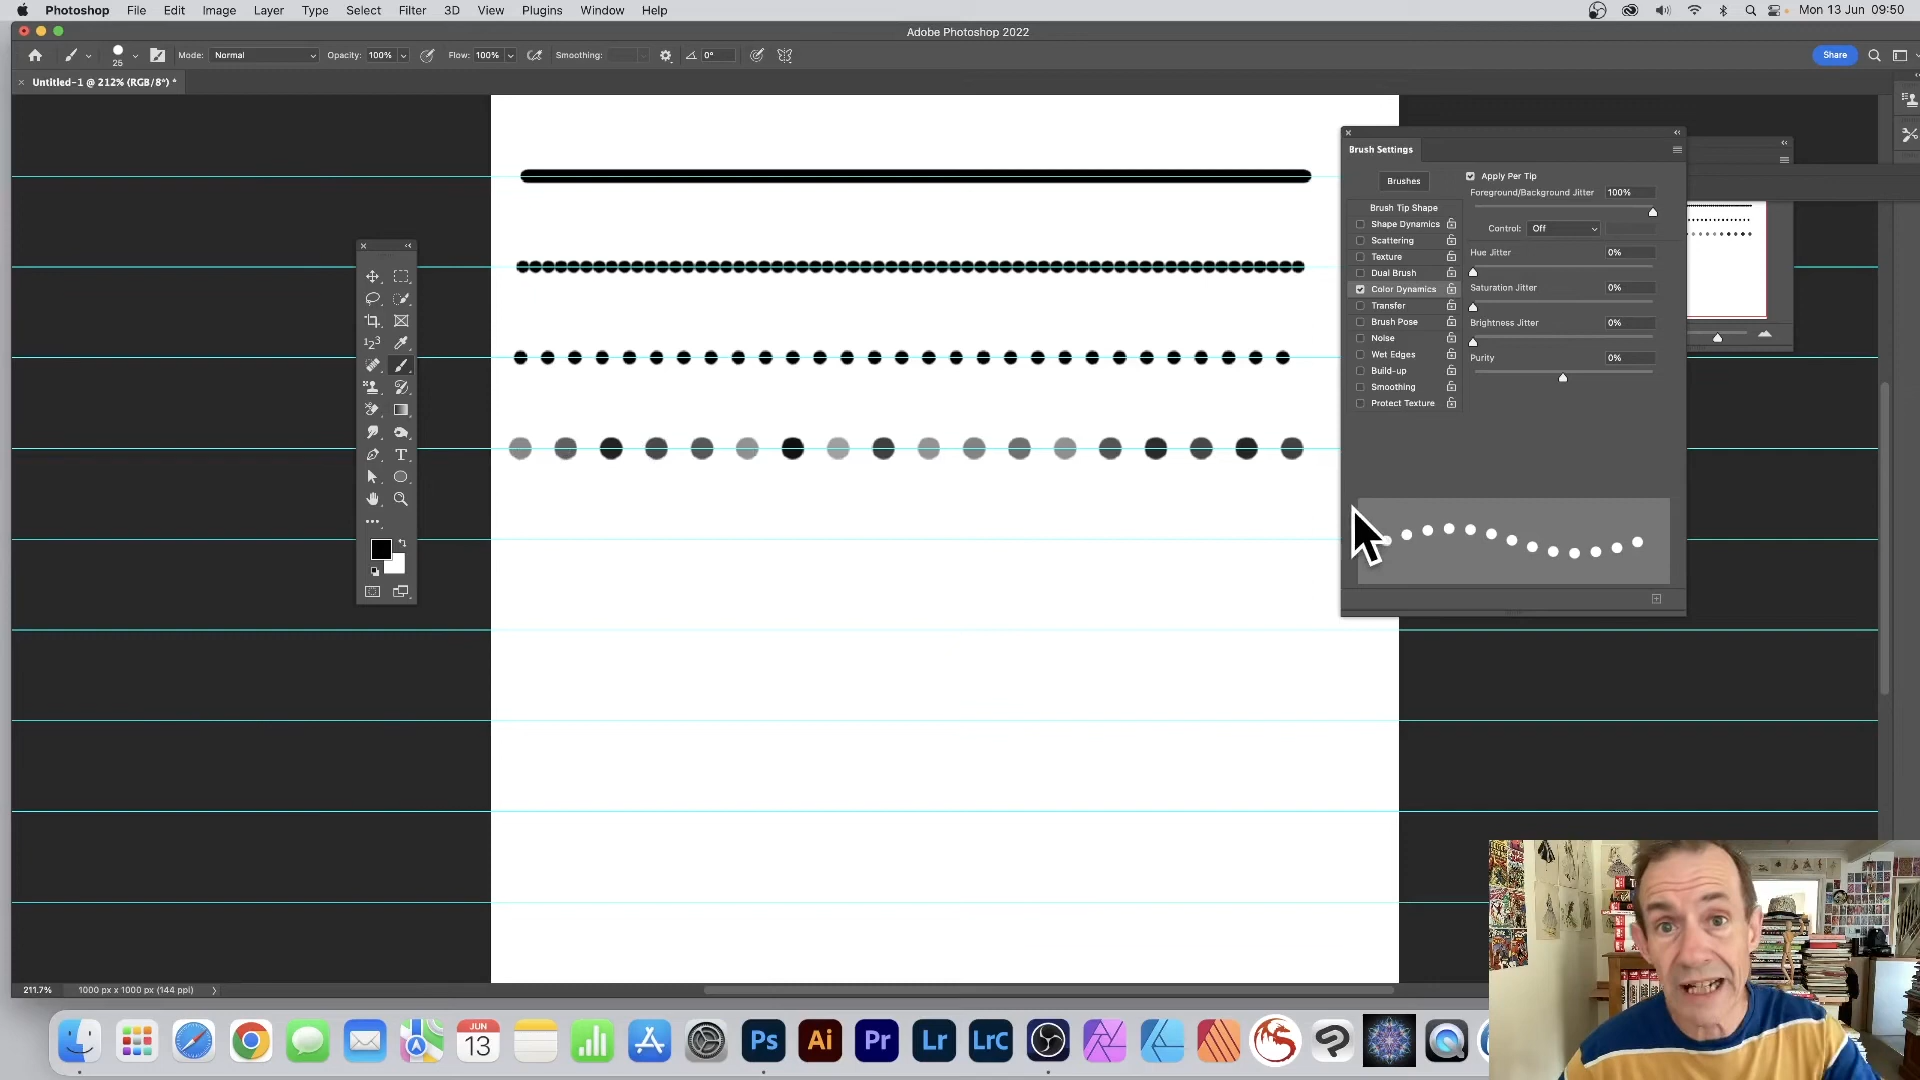 Photoshop File Edit Image Layer Type Select Filter 3D View Plugins Window Help Mon 13 Jun 09:50
Adobe Photoshop 2022
25 Mode: Normal Opacity: 100% Flow: 100% Smoothing: 0° Share
Untitled-1 @ 212% (RGB/8*) *
Brush Settings
Brushes
Apply Per Tip
Foreground/Background Jitter 100%
Control: Off
Hue Jitter 0%
Saturation Jitter 0%
Brightness Jitter 0%
Purity 0%
Brush Tip Shape
Shape Dynamics
Scattering
Texture
Dual Brush
Color Dynamics
Transfer
Brush Pose
Noise
Wet Edges
Build-up
Smoothing
Protect Texture
211.7% 1000 px x 1000 px (144 ppi)
JUN
13
Ps
Ai
Pr
Lr
LrC